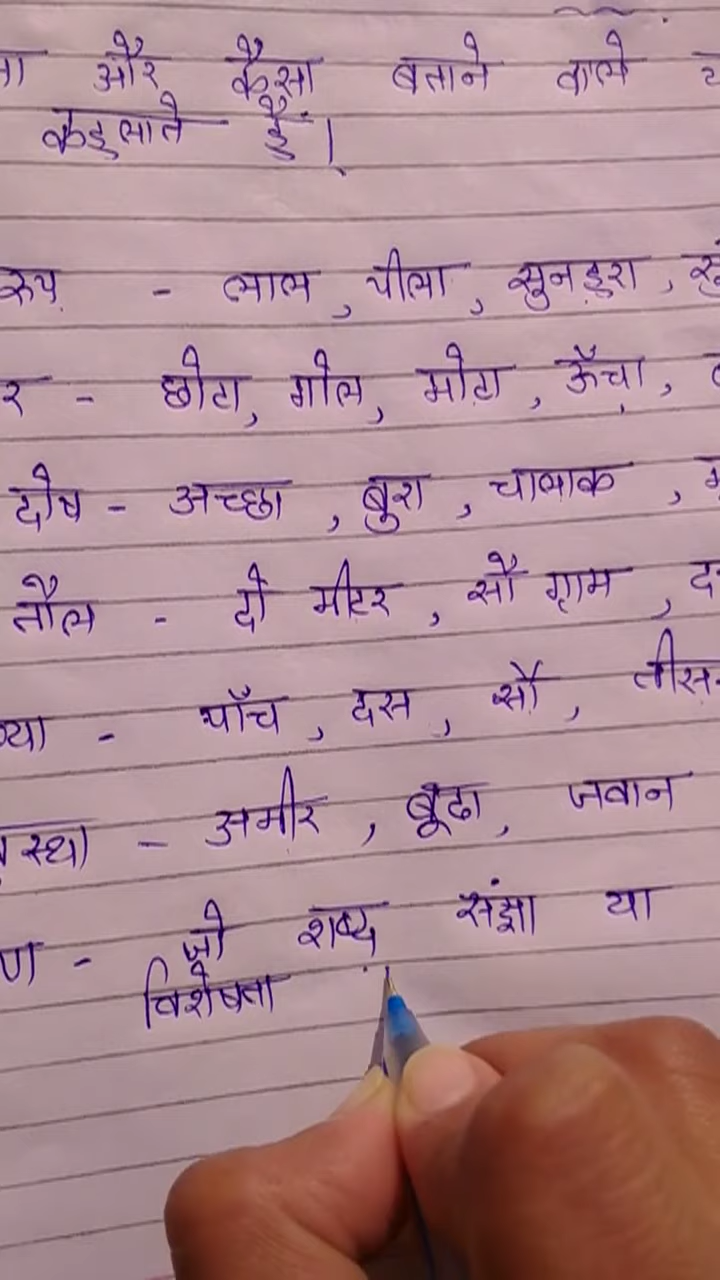 और कैसा बताने वाले
कहलाते हैं।
रूप - लाल, पीला, सुनहरा,
र - छोटा, गोल, मोटा, ऊँचा,
दोष - अच्छा, बुरा, चालाक,
तौल - दो मीटर, सौ ग्राम,
ख्या - पाँच, दस, सौ, तीस
स्था - अमीर, बूढा, जवान
ण - जो शब्द संज्ञा या
विशेषता